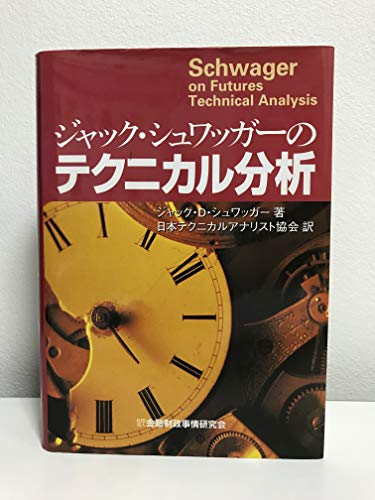 Schwager
on Futures
Technical Analysis
ジャック・シュワッガーの
テクニカル分析
ジャック・D・シュワッガー 著
日本テクニカルアナリスト協会 訳
金融財政事情研究会